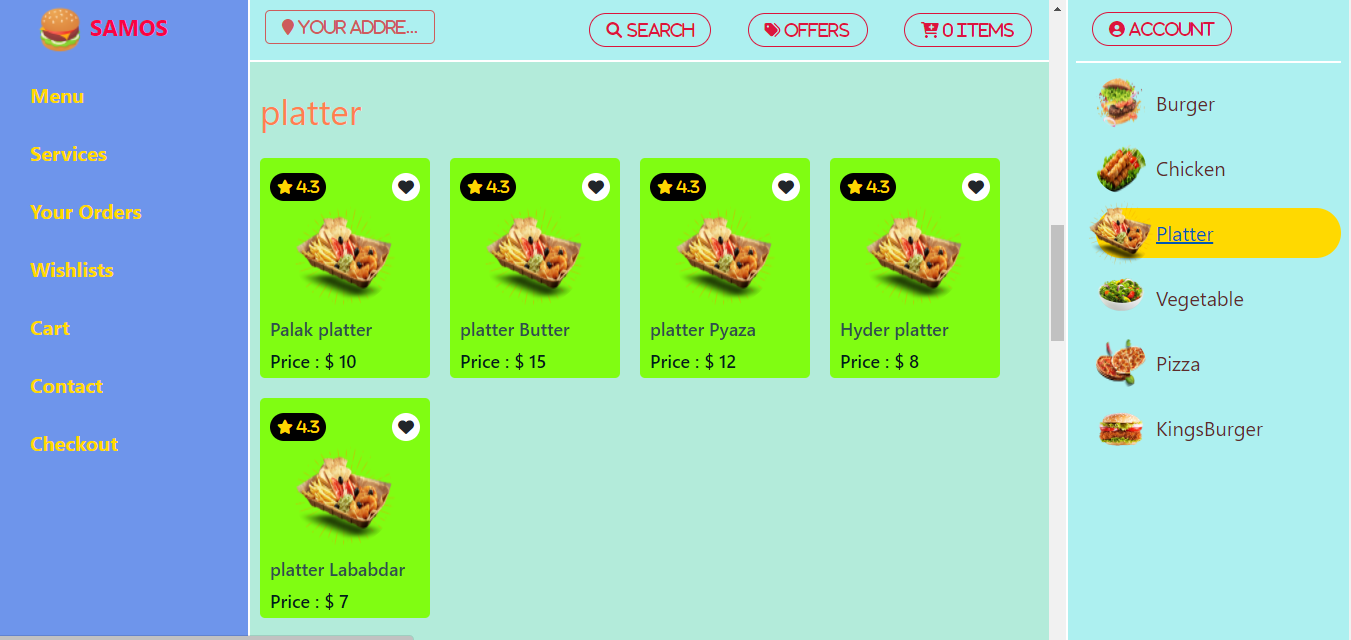 SAMOS
Menu
Services
Your Orders
Wishlists
Cart
Contact
Checkout
YOUR ADDRE...
SEARCH
OFFERS
0 ITEMS
platter
4.3
4.3
4.3
4.3
Palak platter
platter Butter
platter Pyaza
Hyder platter
Price : $ 10
Price : $ 15
Price : $ 12
Price : $ 8
4.3
platter Lababdar
Price : $ 7
ACCOUNT
Burger
Chicken
Platter
Vegetable
Pizza
KingsBurger